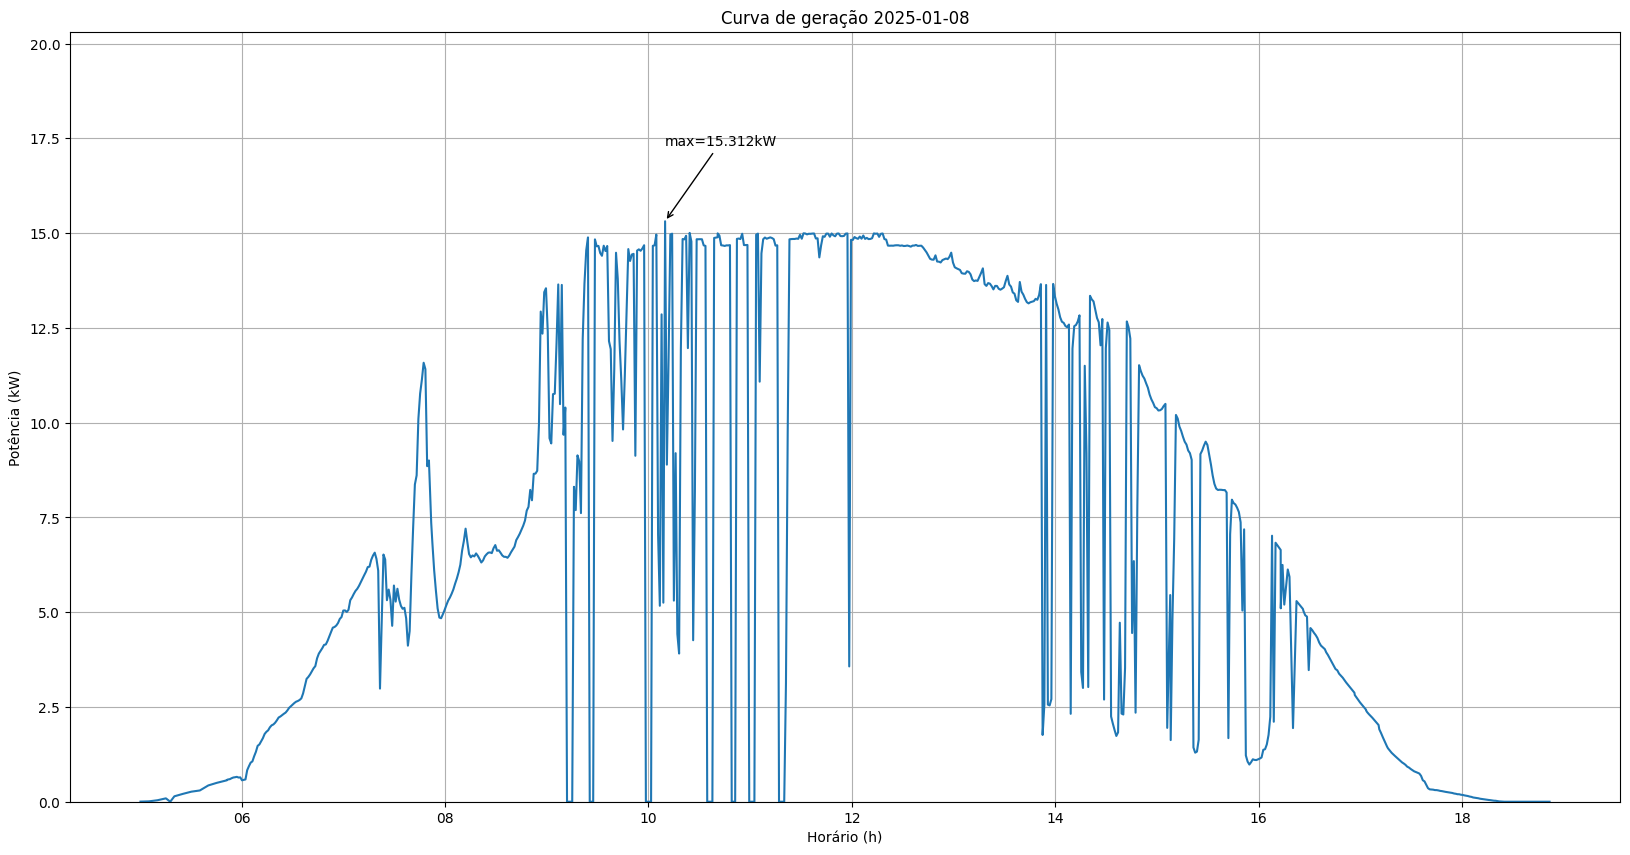 Curva de geração 2025-01-08
20.0
17.5
max=15.312kW
15.0
12.5
10.0
7.5
5.0
2.5
0.0
Potência (kW)
06 08 10 12 14 16 18
Horário (h)